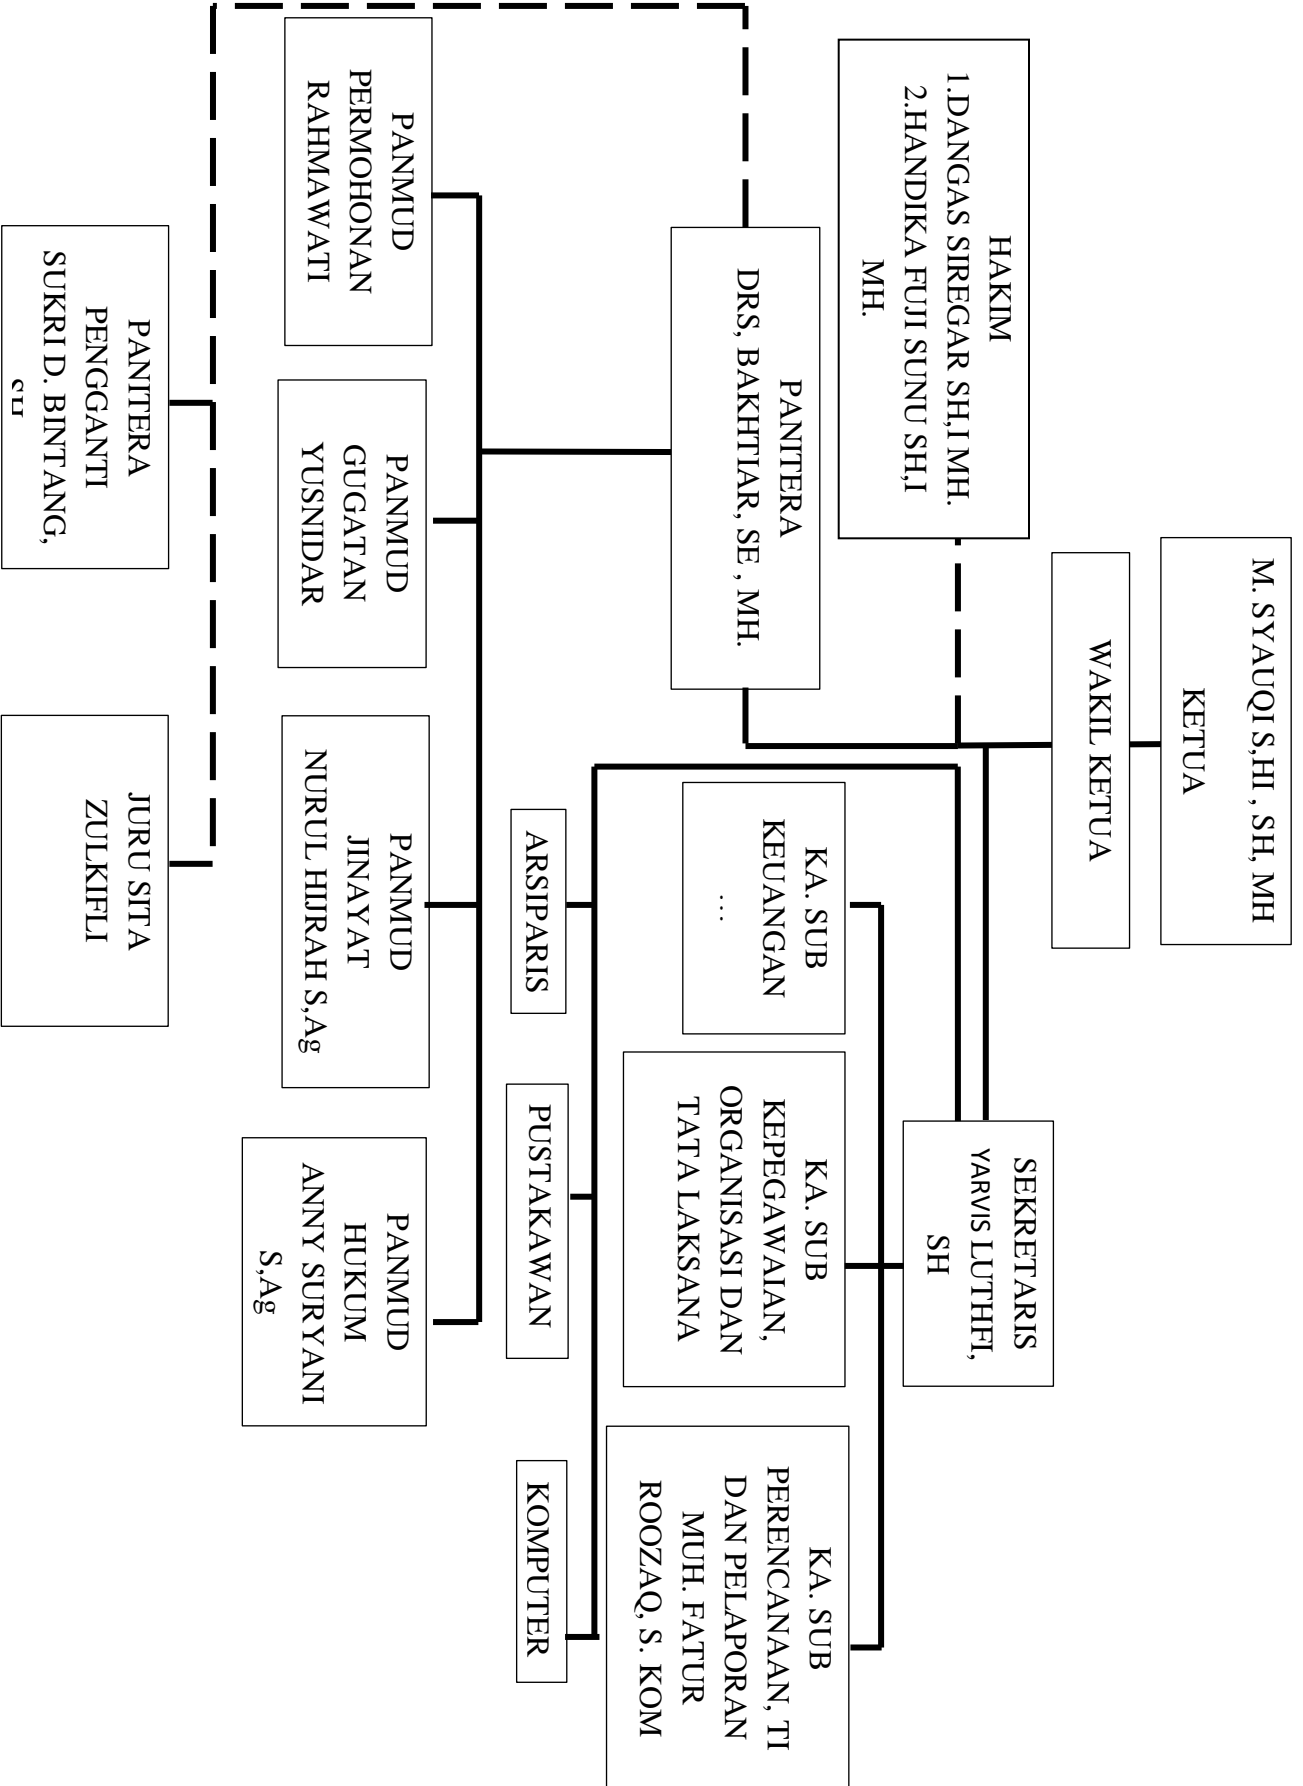 M. SYAUQI S,HI , SH, MH
KETUA
WAKIL KETUA
HAKIM
1.DANGAS SIREGAR SH,I MH.
2.HANDIKA FUJI SUNU SH,I
MH.
SEKRETARIS
YARVIS LUTHFI,
SH
PANITERA
DRS, BAKHTIAR, SE , MH.
KA. SUB
KEUANGAN
…
KA. SUB
KEPEGAWAIAN,
ORGANISASI DAN
TATA LAKSANA
KA. SUB
PERENCANAAN, TI
DAN PELAPORAN
MUH. FATUR
ROOZAQ, S. KOM
ARSIPARIS
PUSTAKAWAN
KOMPUTER
PANMUD
PERMOHONAN
RAHMAWATI
PANMUD
GUGATAN
YUSNIDAR
PANMUD
JINAYAT
NURUL HIJRAH S,Ag
PANMUD
HUKUM
ANNY SURYANI
S,Ag
PANITERA
PENGGANTI
SUKRI D. BINTANG,
JURU SITA
ZULKIFLI